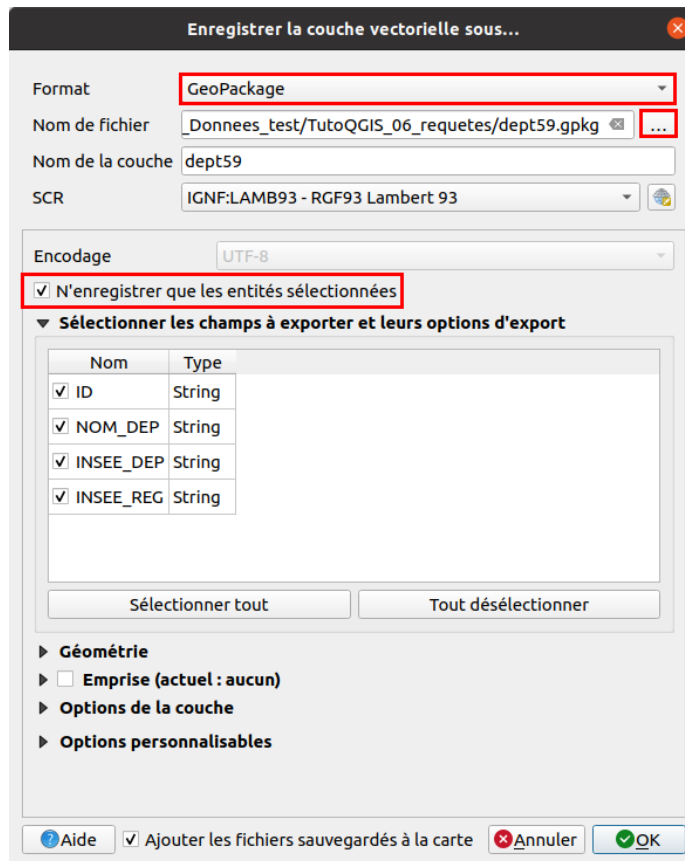 Enregistrer la couche vectorielle sous...
Format GeoPackage
Nom de fichier _Donnees_test/TutoQGIS_06_requetes/dept59.gpkg ...
Nom de la couche dept59
SCR IGNF:LAMB93 - RGF93 Lambert 93
Encodage UTF-8
N'enregistrer que les entités sélectionnées
Sélectionner les champs à exporter et leurs options d'export
Nom Type
ID String
NOM_DEP String
INSEE_DEP String
INSEE_REG String
Sélectionner tout Tout désélectionner
Géométrie
Emprise (actuel : aucun)
Options de la couche
Options personnalisables
Aide Ajouter les fichiers sauvegardés à la carte Annuler OK